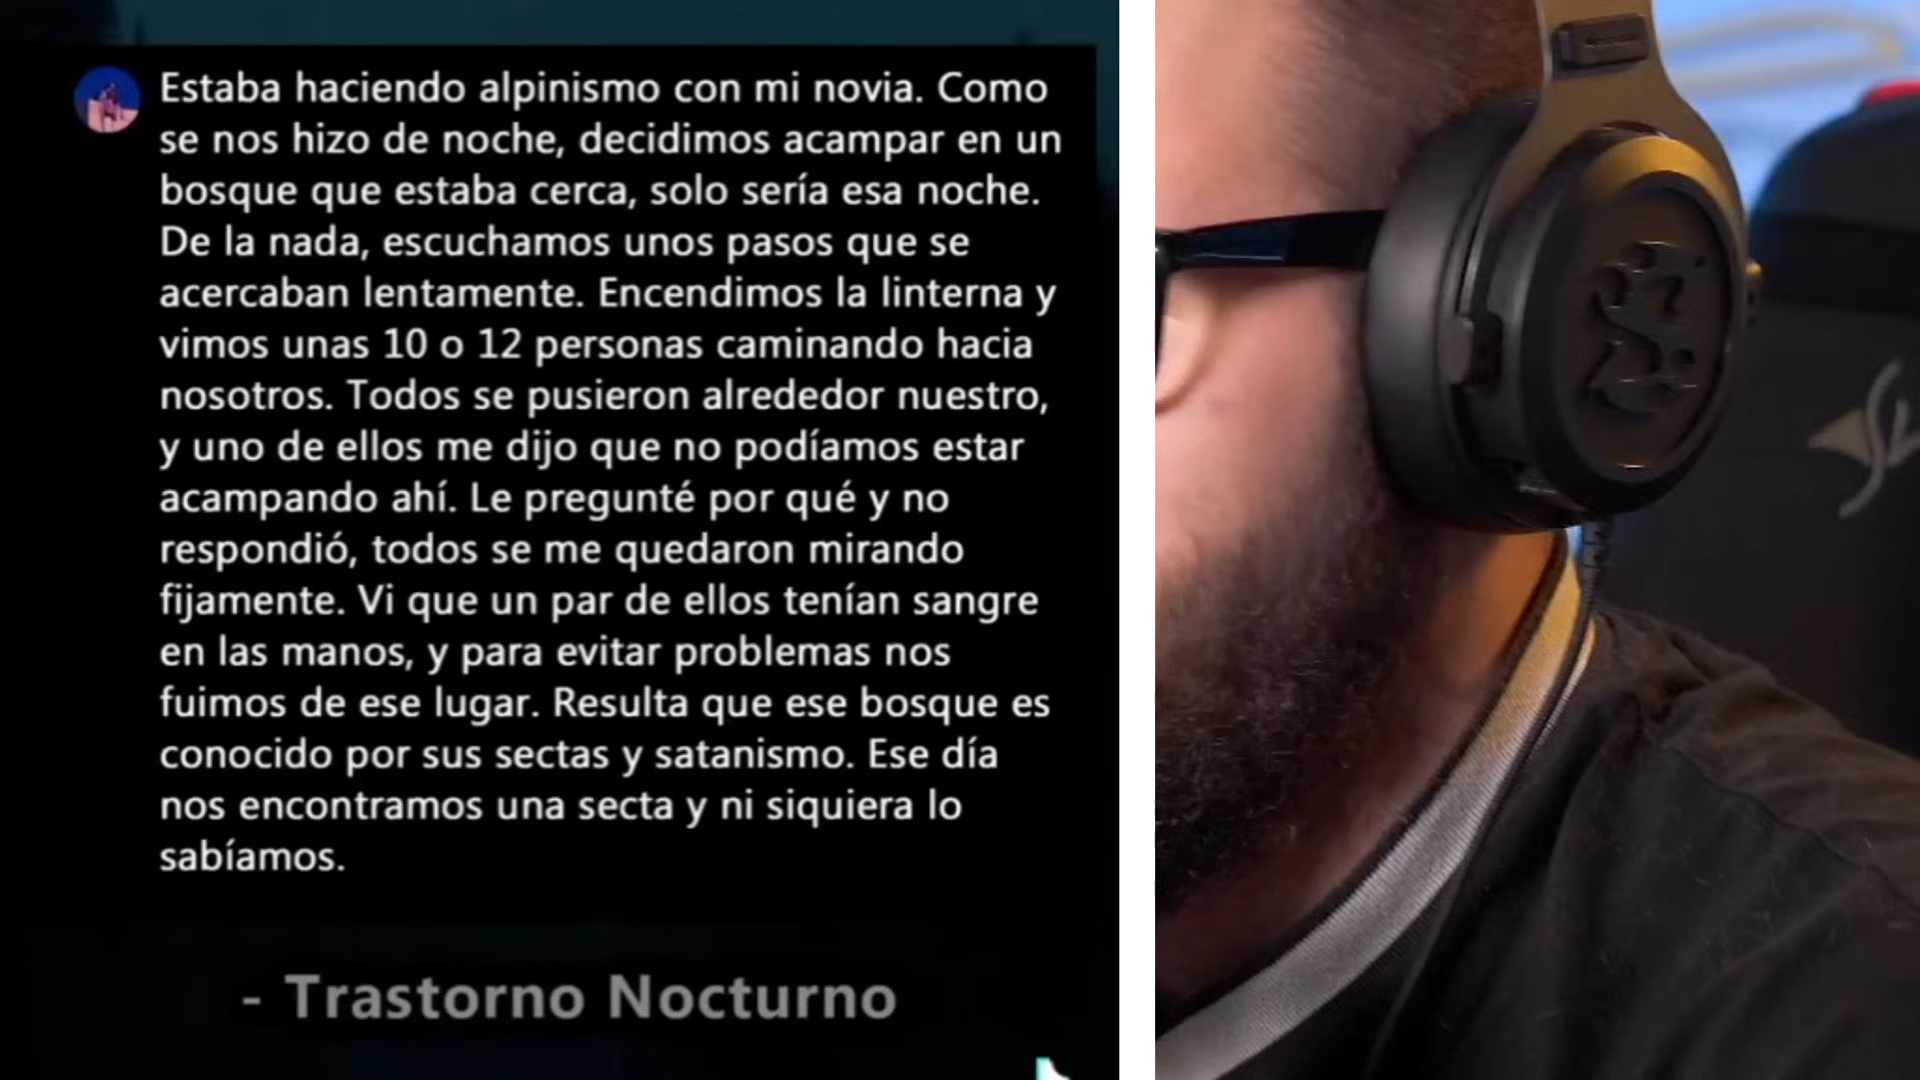 Estaba haciendo alpinismo con mi novia. Como
se nos hizo de noche, decidimos acampar en un
bosque que estaba cerca, solo sería esa noche.
De la nada, escuchamos unos pasos que se
acercaban lentamente. Encendimos la linterna y
vimos unas 10 o 12 personas caminando hacia
nosotros. Todos se pusieron alrededor nuestro,
y uno de ellos me dijo que no podíamos estar
acampando ahí. Le pregunté por qué y no
respondió, todos se me quedaron mirando
fijamente. Vi que un par de ellos tenían sangre
en las manos, y para evitar problemas nos
fuimos de ese lugar. Resulta que ese bosque es
conocido por sus sectas y satanismo. Ese día
nos encontramos una secta y ni siquiera lo
sabíamos.
- Trastorno Nocturno